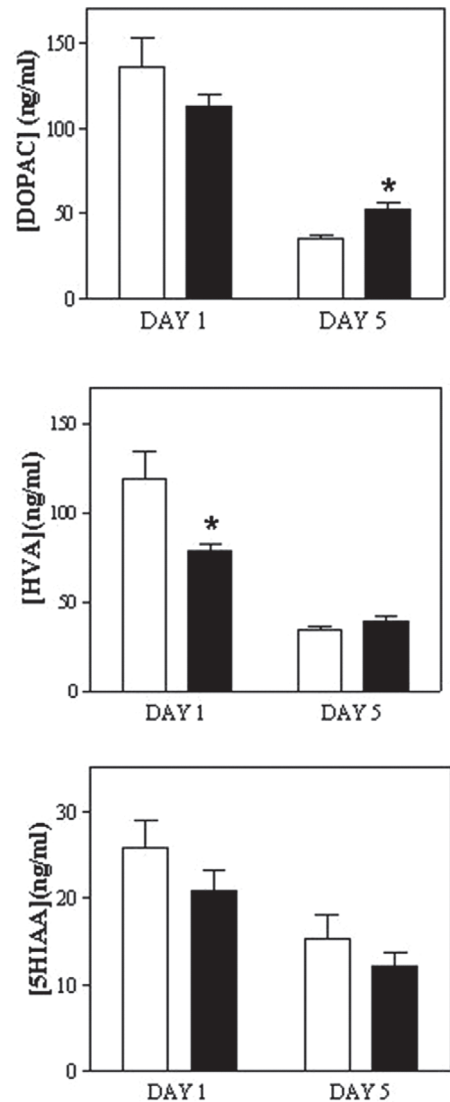 [DOPAC] (ng/ml)
150
100
50
0
*
DAY 1 DAY 5
[HVA](ng/ml)
150
100
50
0
*
DAY 1 DAY 5
[5HIAA](ng/ml)
30
20
10
0
DAY 1 DAY 5